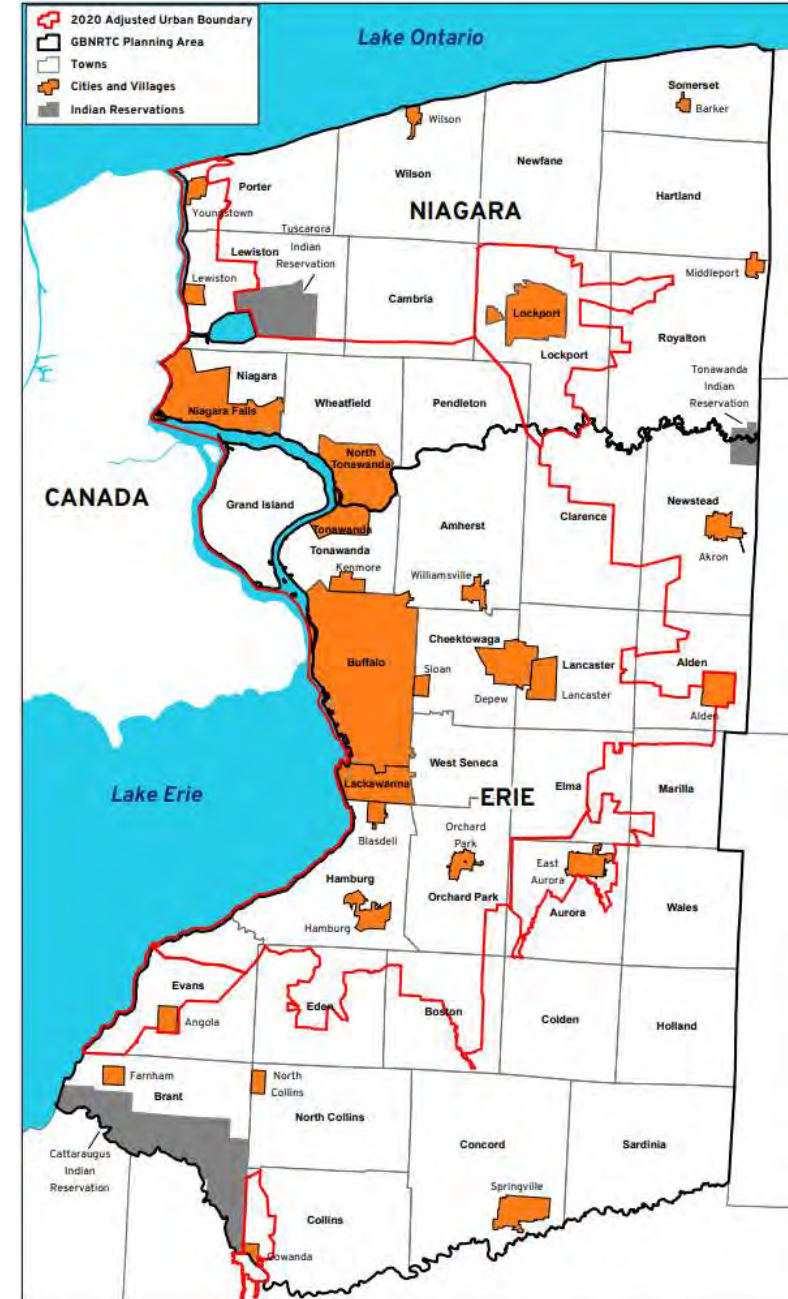 2020 Adjusted Urban Boundary
GBNRTC Planning Area
Towns
Cities and Villages
Indian Reservations
Lake Ontario
Somerset
Barker
Wilson
Newfane
Wilson
Hartland
Porter
Youngstown
NIAGARA
Tuscarora
Indian
Reservation
Lewiston
Lewiston
Cambria
Middleport
Lockport
Lockport
Royalton
Tonawanda
Indian
Reservation
Niagara
Niagara Falls
Wheatfield
Pendleton
North
Tonawanda
CANADA
Grand Island
Tonawanda
Tonawanda
Kenmore
Amherst
Clarence
Newstead
Akron
Williamsville
Buffalo
Cheektowaga
Sloan
Depew
Lancaster
Lancaster
Alden
Alden
Lake Erie
West Seneca
Lackawanna
ERIE
Elma
Marilla
Blasdell
Orchard
Park
Orchard Park
East
Aurora
Aurora
Wales
Hamburg
Hamburg
Evans
Angola
Eden
Boston
Colden
Holland
Farnham
Brant
North
Collins
North Collins
Concord
Sardinia
Cattaraugus
Indian
Reservation
Springville
Collins
Gowanda